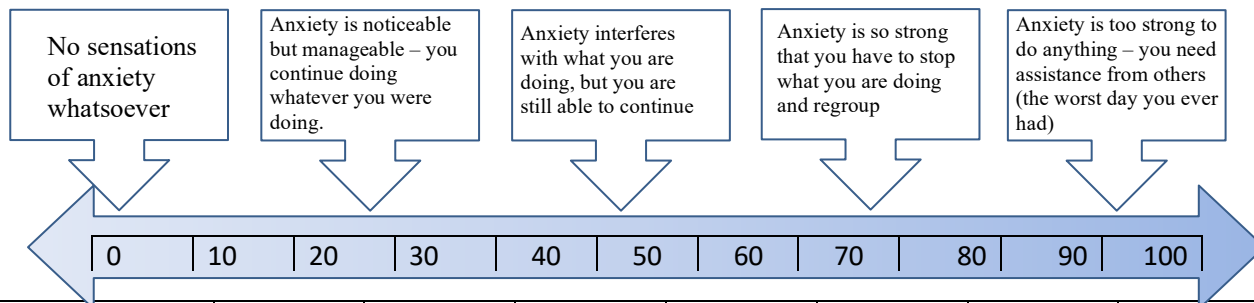 No sensations
of anxiety
whatsoever
Anxiety is noticeable
but manageable – you
continue doing
whatever you were
doing.
Anxiety interferes
with what you are
doing, but you are
still able to continue
Anxiety is so strong
that you have to stop
what you are doing
and regroup
Anxiety is too strong to
do anything – you need
assistance from others
(the worst day you ever
had)
0 10 20 30 40 50 60 70 80 90 100